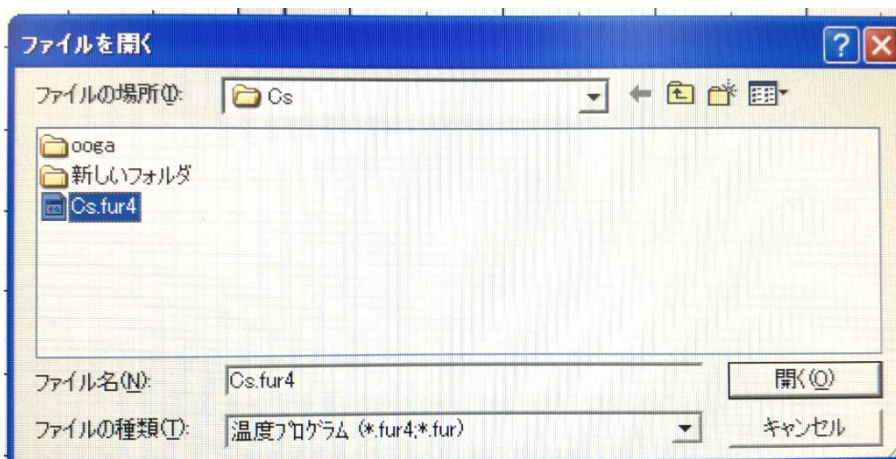 ファイルを開く
ファイルの場所(I):
Cs
ooga
新しいフォルダ
Cs.fur4
ファイル名(N):
Cs.fur4
開く(O)
ファイルの種類(T):
温度プログラム (*.fur4;*.fur)
キャンセル